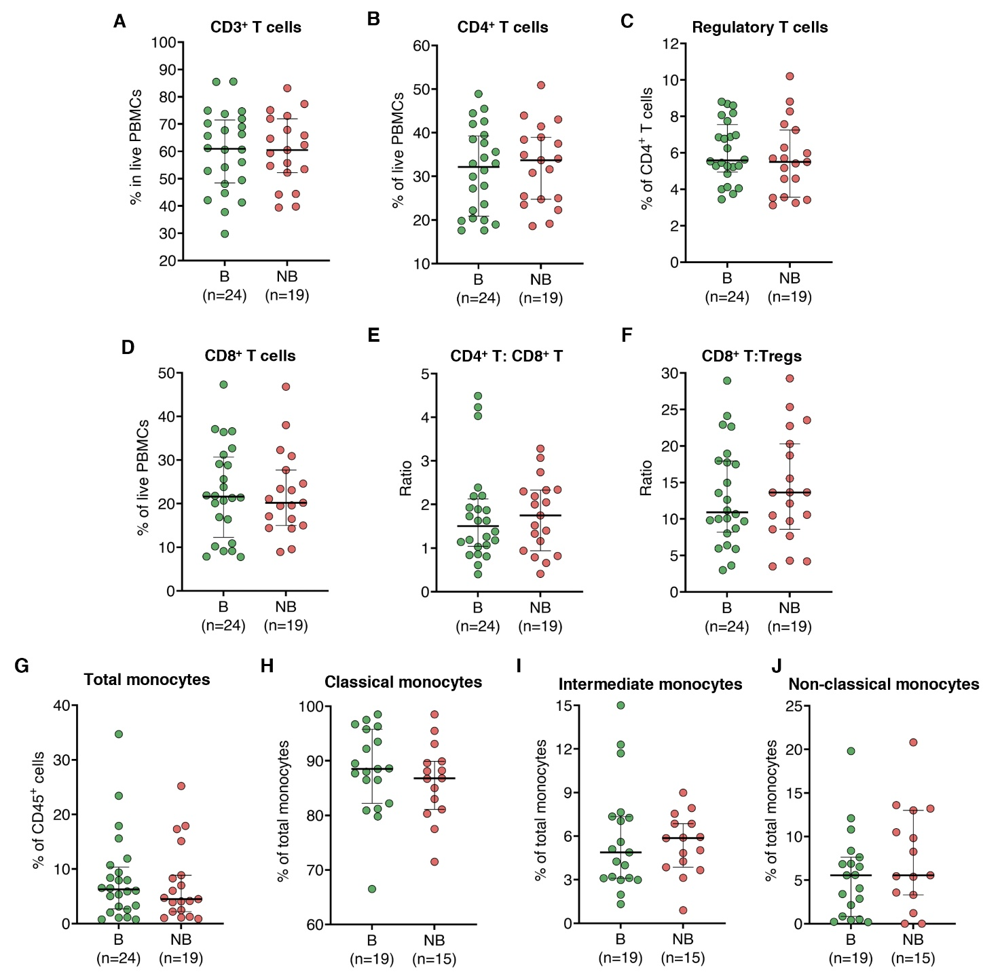 A
CD3⁺ T cells
% in live PBMCs
100
90
80
70
60
50
40
30
20
B NB
(n=24) (n=19)
B
CD4⁺ T cells
% of live PBMCs
60
50
40
30
20
10
B NB
(n=24) (n=19)
C
Regulatory T cells
% of CD4⁺ T cells
12
10
8
6
4
2
0
B NB
(n=24) (n=19)
D
CD8⁺ T cells
% of live PBMCs
50
40
30
20
10
0
B NB
(n=24) (n=19)
E
CD4⁺ T: CD8⁺ T
Ratio
5
4
3
2
1
0
B NB
(n=24) (n=19)
F
CD8⁺ T:Tregs
Ratio
30
25
20
15
10
5
0
B NB
(n=24) (n=19)
G
Total monocytes
% of CD45⁺ cells
40
30
20
10
0
B NB
(n=24) (n=19)
H
Classical monocytes
% of total monocytes
100
90
80
70
60
B NB
(n=19) (n=15)
I
Intermediate monocytes
% of total monocytes
15
12
9
6
3
0
B NB
(n=19) (n=15)
J
Non-classical monocytes
% of total monocytes
25
20
15
10
5
0
B NB
(n=19) (n=15)